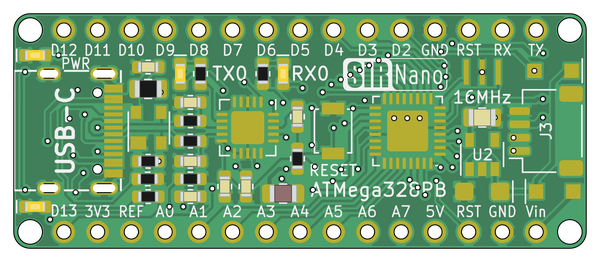 D12 D11 D10 D9 D8 D7 D6 D5 D4 D3 D2 GND RST RX TX
PWR
TX0 RX0
SIR Nano
16MHz
USB-C
J3
U2
RESET
ATMega328PB
D13 3V3 REF A0 A1 A2 A3 A4 A5 A6 A7 5V RST GND Vin